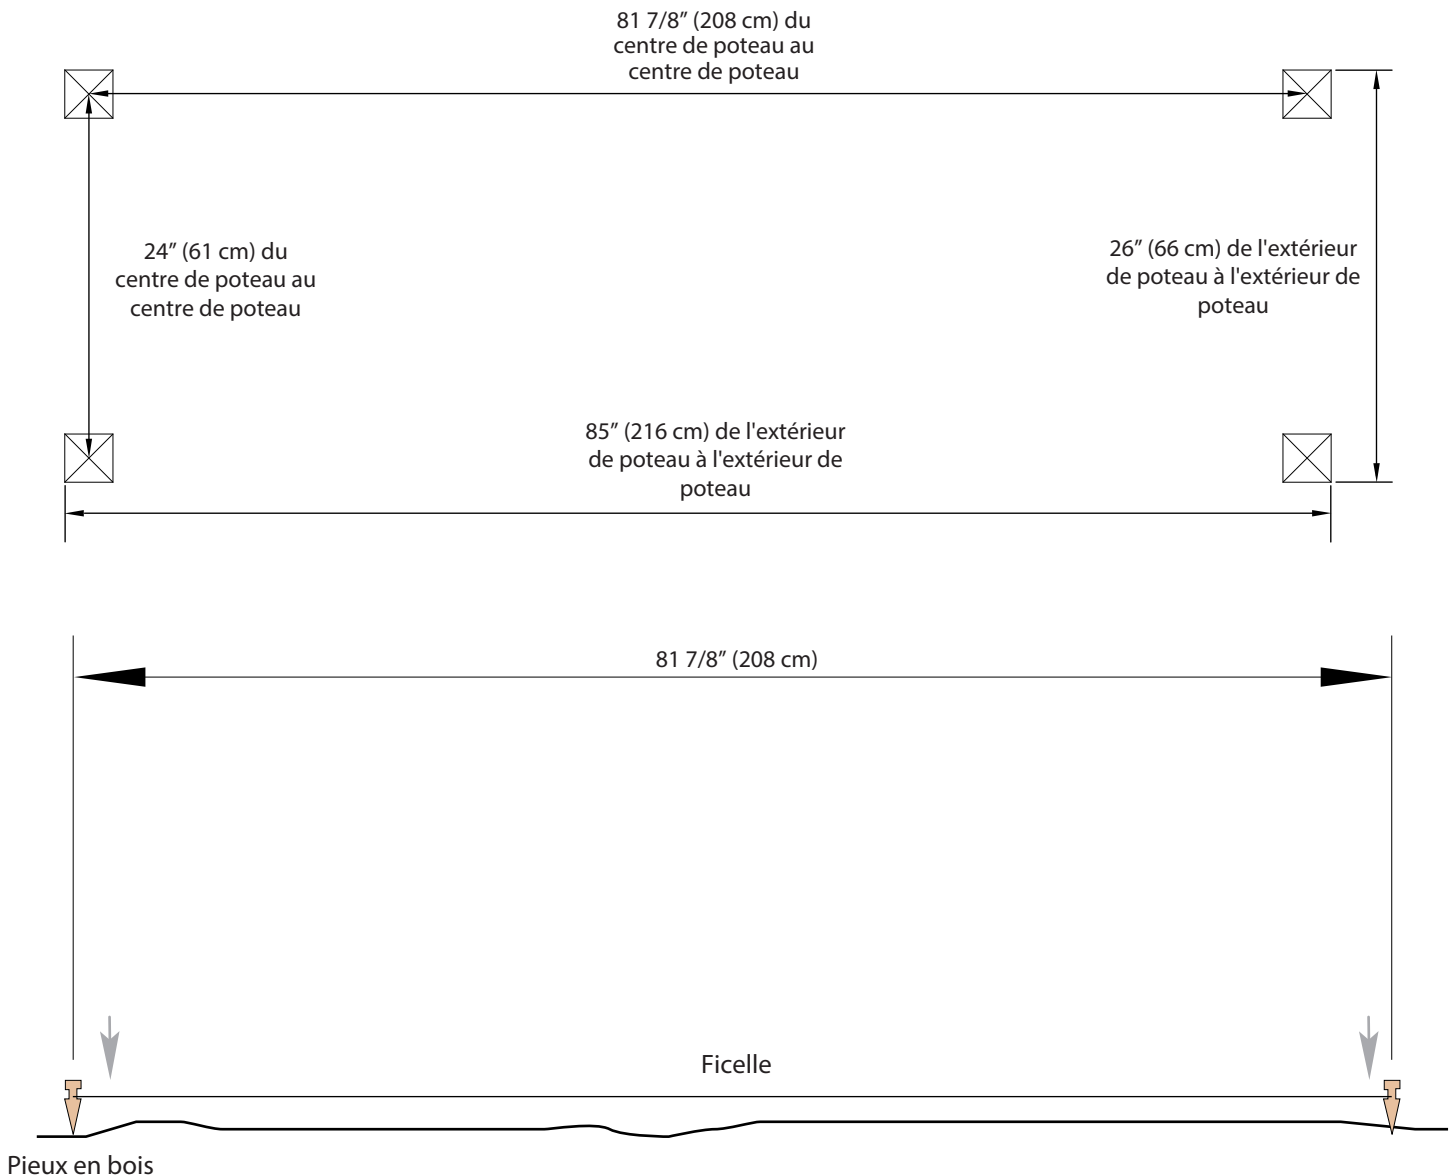 81 7/8” (208 cm) du
centre de poteau au
centre de poteau
24” (61 cm) du
centre de poteau au
centre de poteau
26” (66 cm) de l'extérieur
de poteau à l'extérieur de
poteau
85” (216 cm) de l'extérieur
de poteau à l'extérieur de
poteau
81 7/8” (208 cm)
Ficelle
Pieux en bois